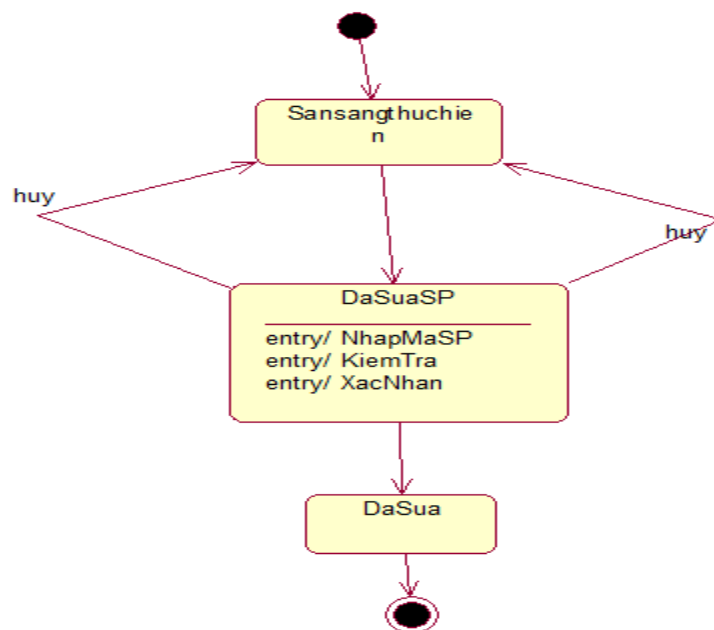 Sansangthuchie
n
huy
huy
DaSuaSP
entry/ NhapMaSP
entry/ KiemTra
entry/ XacNhan
DaSua